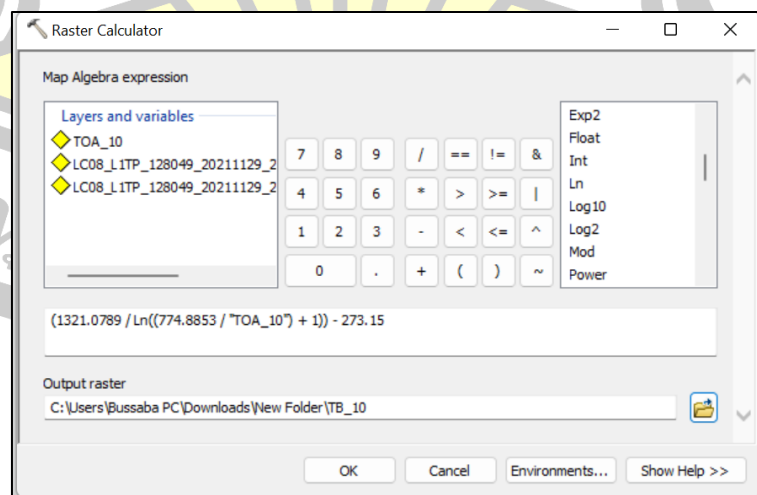 Raster Calculator
Map Algebra expression
Layers and variables
TOA_10
LC08_L1TP_128049_20211129_2
LC08_L1TP_128049_20211129_2
7 8 9 / == != &
4 5 6 * > >= |
1 2 3 - < <= ^
0 . + ( ) ~
Exp2
Float
Int
Ln
Log10
Log2
Mod
Power
(1321.0789 / Ln((774.8853 / "TOA_10") + 1)) - 273.15
Output raster
C:\Users\Bussaba PC\Downloads\New Folder\TB_10
OK Cancel Environments... Show Help >>